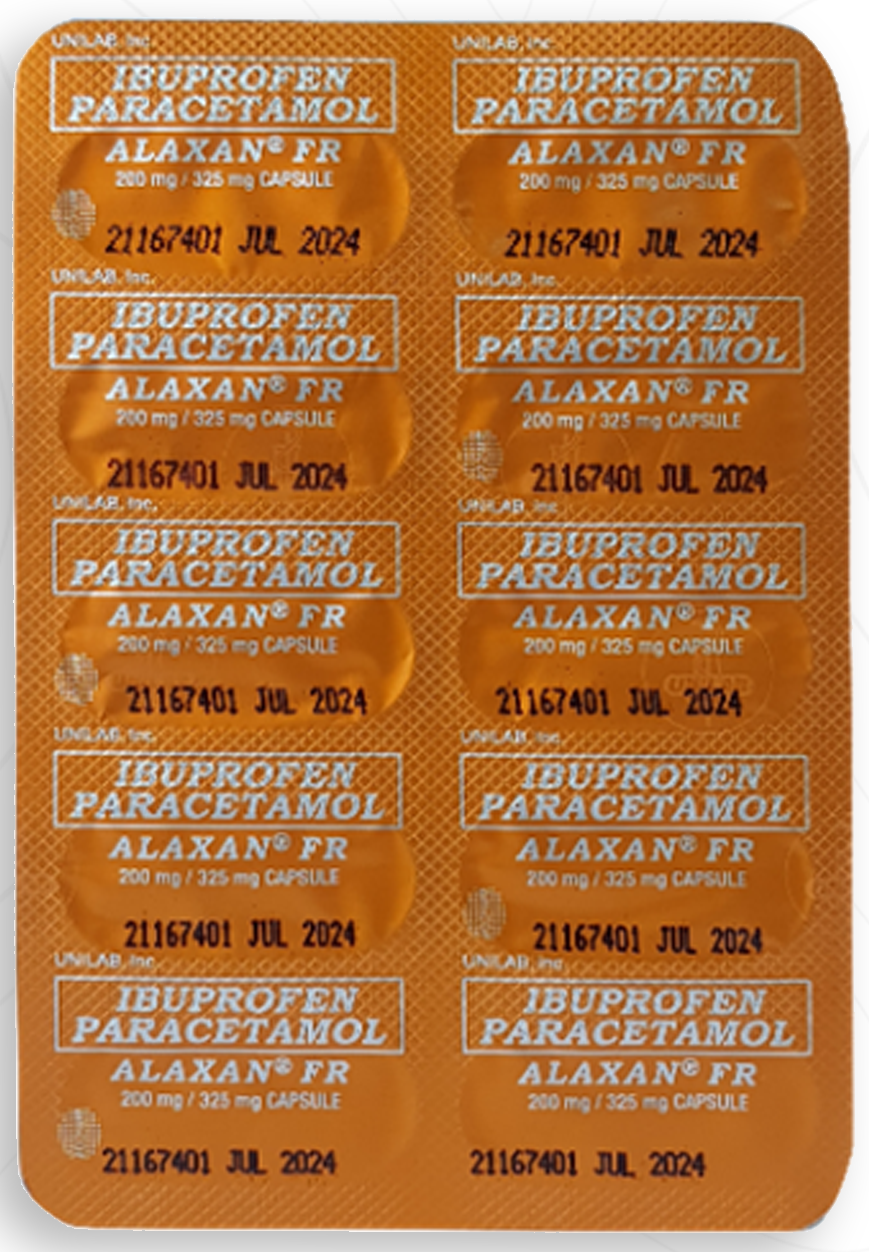 UNILAB, Inc.
IBUPROFEN
PARACETAMOL
ALAXAN® FR
200 mg / 325 mg CAPSULE
21167401 JUL 2024
UNILAB, Inc.
IBUPROFEN
PARACETAMOL
ALAXAN® FR
200 mg / 325 mg CAPSULE
21167401 JUL 2024
UNILAB, Inc.
IBUPROFEN
PARACETAMOL
ALAXAN® FR
200 mg / 325 mg CAPSULE
21167401 JUL 2024
UNILAB, Inc.
IBUPROFEN
PARACETAMOL
ALAXAN® FR
200 mg / 325 mg CAPSULE
21167401 JUL 2024
UNILAB, Inc.
IBUPROFEN
PARACETAMOL
ALAXAN® FR
200 mg / 325 mg CAPSULE
21167401 JUL 2024
UNILAB, Inc.
IBUPROFEN
PARACETAMOL
ALAXAN® FR
200 mg / 325 mg CAPSULE
21167401 JUL 2024
UNILAB, Inc.
IBUPROFEN
PARACETAMOL
ALAXAN® FR
200 mg / 325 mg CAPSULE
21167401 JUL 2024
UNILAB, Inc.
IBUPROFEN
PARACETAMOL
ALAXAN® FR
200 mg / 325 mg CAPSULE
21167401 JUL 2024
UNILAB, Inc.
IBUPROFEN
PARACETAMOL
ALAXAN® FR
200 mg / 325 mg CAPSULE
21167401 JUL 2024
UNILAB, Inc.
IBUPROFEN
PARACETAMOL
ALAXAN® FR
200 mg / 325 mg CAPSULE
21167401 JUL 2024